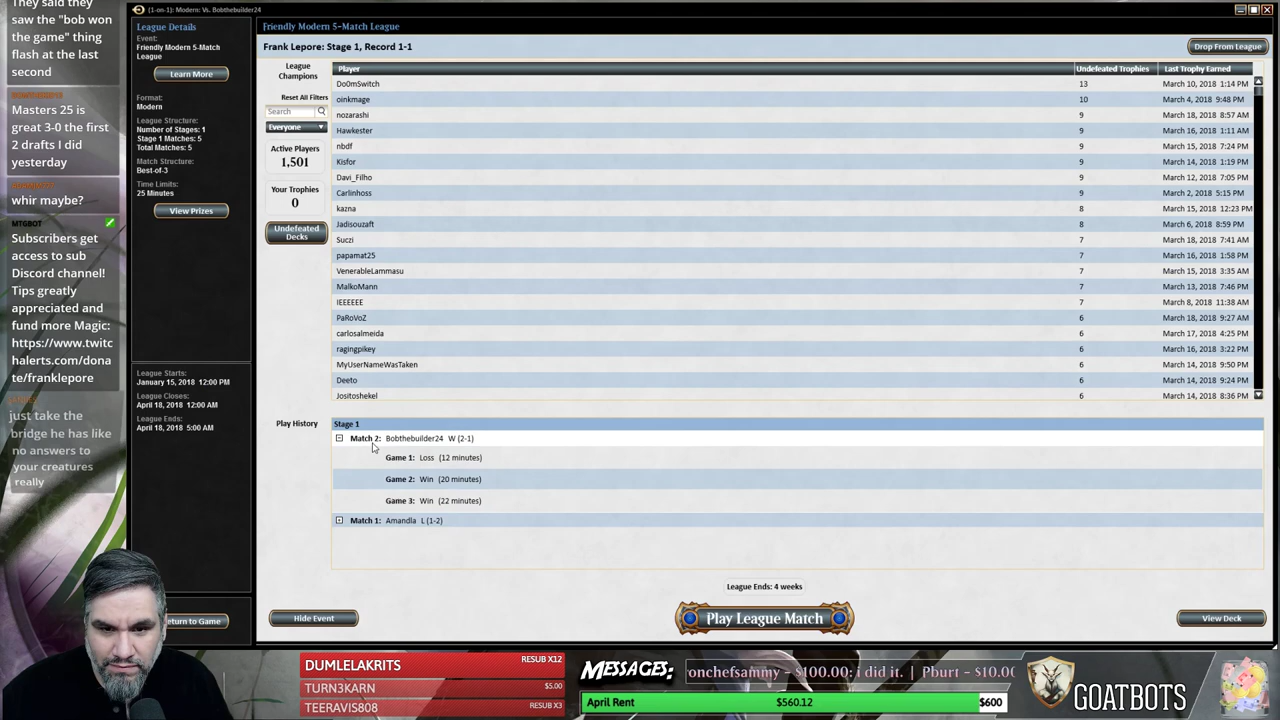 They said they
saw the "bob won
the game" thing
flash at the last
second
Masters 25 is
great 3-0 the first
2 drafts I did
yesterday
whir maybe?
MTGBOT
Subscribers get
access to sub
Discord channel!
Tips greatly
appreciated and
fund more Magic:
https://www.twitc
halerts.com/dona
te/franklepore
just take the
bridge he has like
no answers to
your creatures
really
(1-on-1): Modern: Vs. Bobthebuilder24
League Details
Event:
Friendly Modern 5-Match
League
Learn More
Format:
Modern
League Structure:
Number of Stages: 1
Stage 1 Matches: 5
Total Matches: 5
Match Structure:
Best-of-3
Time Limits:
25 Minutes
View Prizes
League Starts:
January 15, 2018 12:00 PM
League Closes:
April 18, 2018 12:00 AM
League Ends:
April 18, 2018 5:00 AM
eturn to Game
Friendly Modern 5-Match League
Frank Lepore: Stage 1, Record 1-1
Drop From League
League
Champions
Reset All Filters
Search
Everyone
Active Players
1,501
Your Trophies
0
Undefeated
Decks
Player Undefeated Trophies Last Trophy Earned
Do0mSwitch 13 March 10, 2018 1:14 PM
oinkmage 10 March 4, 2018 9:48 PM
nozarashi 9 March 18, 2018 8:57 AM
Hawkester 9 March 16, 2018 1:11 AM
nbdf 9 March 15, 2018 7:24 PM
Kisfor 9 March 14, 2018 1:19 PM
Davi_Filho 9 March 12, 2018 7:05 PM
Carlinhoss 9 March 2, 2018 5:15 PM
kazna 8 March 15, 2018 12:23 PM
Jadisouzaft 8 March 6, 2018 8:59 PM
Suczi 7 March 18, 2018 7:41 AM
papamat25 7 March 16, 2018 1:58 PM
VenerableLammasu 7 March 15, 2018 3:35 AM
MalkoMann 7 March 13, 2018 7:46 PM
IEEEEEE 7 March 8, 2018 11:38 AM
PaRoVoZ 6 March 18, 2018 9:27 AM
carlosalmeida 6 March 17, 2018 4:25 PM
ragingpikey 6 March 16, 2018 3:22 PM
MyUserNameWasTaken 6 March 14, 2018 9:50 PM
Deeto 6 March 14, 2018 9:24 PM
Jositoshekel 6 March 14, 2018 8:36 PM
Play History
Stage 1
Match 2: Bobthebuilder24 W (2-1)
Game 1: Loss (12 minutes)
Game 2: Win (20 minutes)
Game 3: Win (22 minutes)
Match 1: Amandla L (1-2)
League Ends: 4 weeks
Hide Event
Play League Match
View Deck
DUMLELAKRITS RESUB X12
TURN3KARN $5.00
TEERAVIS808 RESUB X3
MESSAGES:
onchefsammy - $100.00: i did it. | Pburt - $10.0
April Rent $560.12 $600
GOATBOTS